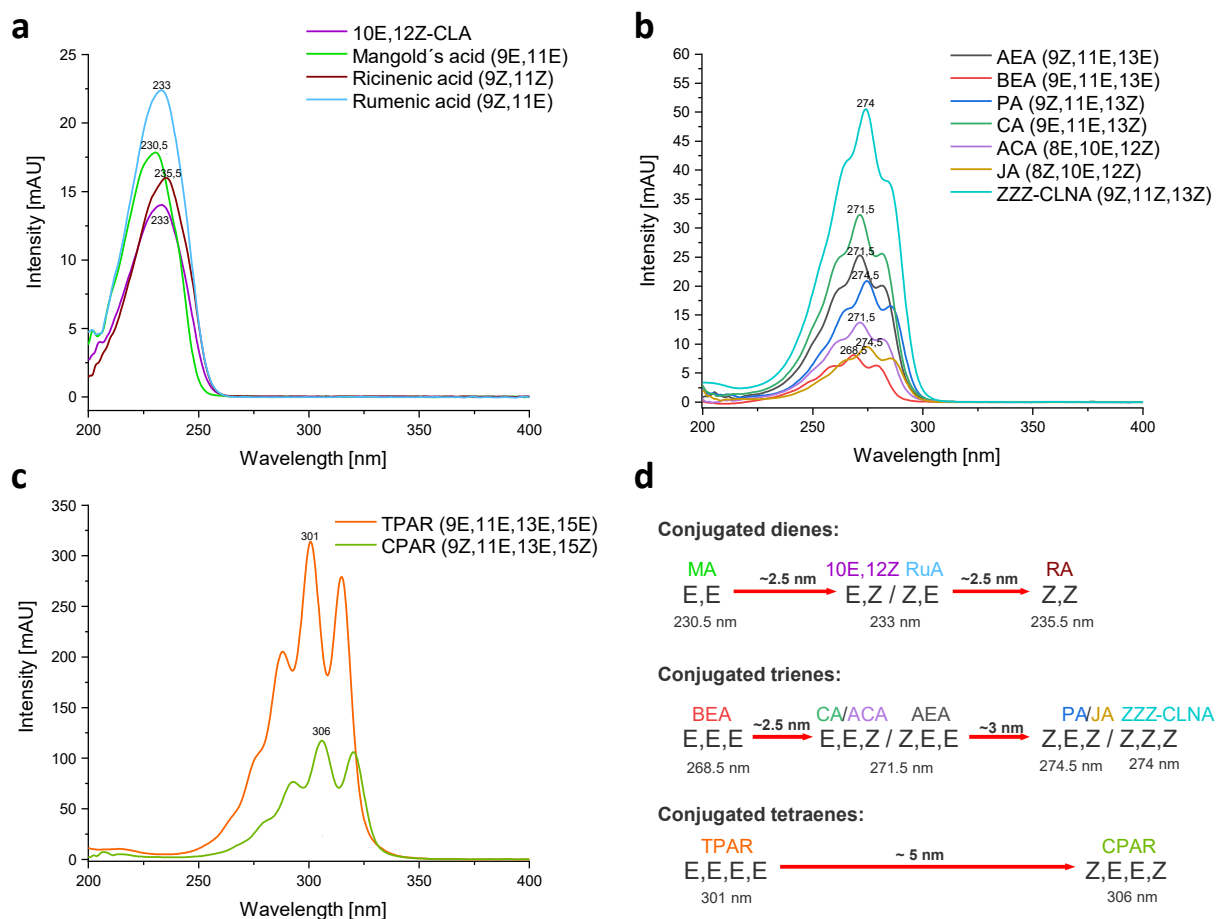 a
10E,12Z-CLA
Mangold´s acid (9E,11E)
Ricinenic acid (9Z,11Z)
Rumenic acid (9Z,11E)
233
230,5
235,5
233
25
20
15
10
5
0
Intensity [mAU]
200 250 300 350 400
Wavelength [nm]
b
AEA (9Z,11E,13E)
BEA (9E,11E,13E)
PA (9Z,11E,13Z)
CA (9E,11E,13Z)
ACA (8E,10E,12Z)
JA (8Z,10E,12Z)
ZZZ-CLNA (9Z,11Z,13Z)
274
271,5
271,5
274,5
271,5
274,5
268,5
60
55
50
45
40
35
30
25
20
15
10
5
0
Intensity [mAU]
200 250 300 350 400
Wavelength [nm]
c
TPAR (9E,11E,13E,15E)
CPAR (9Z,11E,13E,15Z)
301
306
350
300
250
200
150
100
50
0
Intensity [mAU]
200 250 300 350 400
Wavelength [nm]
d
Conjugated dienes:
MA 10E,12Z RuA RA
E,E ~2.5 nm E,Z / Z,E ~2.5 nm Z,Z
230.5 nm 233 nm 235.5 nm
Conjugated trienes:
BEA CA/ACA AEA PA/JA ZZZ-CLNA
E,E,E ~2.5 nm E,E,Z / Z,E,E ~3 nm Z,E,Z / Z,Z,Z
268.5 nm 271.5 nm 274.5 nm 274 nm
Conjugated tetraenes:
TPAR CPAR
E,E,E,E ~ 5 nm Z,E,E,Z
301 nm 306 nm